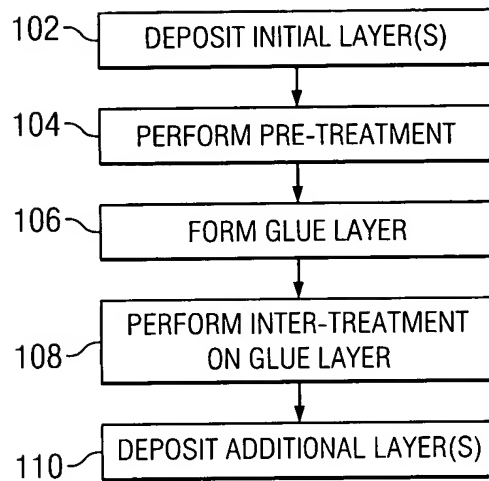 102
DEPOSIT INITIAL LAYER(S)
104
PERFORM PRE-TREATMENT
106
FORM GLUE LAYER
108
PERFORM INTER-TREATMENT
ON GLUE LAYER
110
DEPOSIT ADDITIONAL LAYER(S)